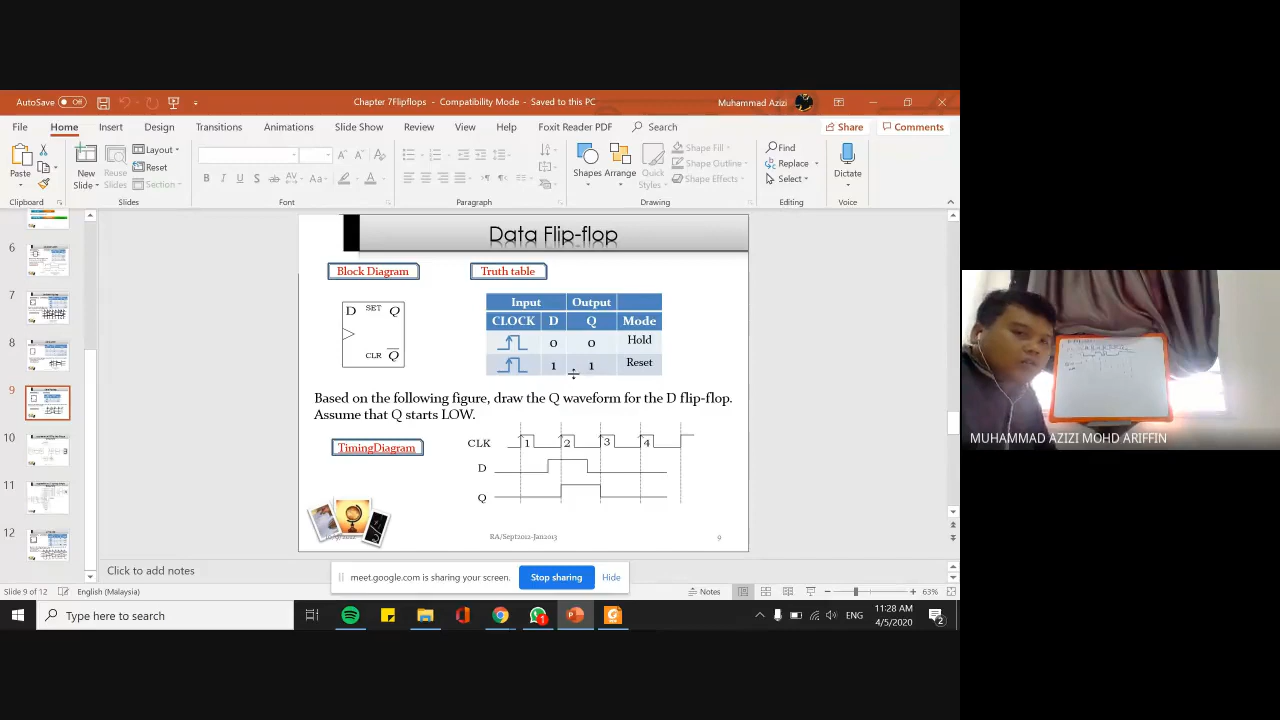 AutoSave Off
Chapter 7Flipflops - Compatibility Mode - Saved to this PC
Muhammad Azizi
File Home Insert Design Transitions Animations Slide Show Review View Help Foxit Reader PDF Search
Share Comments
Paste
New Slide
Reuse Slides
Layout
Reset
Section
B I U S ab AV Aa A
Shapes Arrange Quick Styles
Shape Fill
Shape Outline
Shape Effects
Find
Replace
Select
Dictate
Clipboard Slides Font Paragraph Drawing Editing Voice
6
7
8
9
10
11
12
Data Flip-flop
Block Diagram
Truth table
D SET Q
CLR Q
Input Output
CLOCK D Q Mode
0 0 Hold
1 1 Reset
Based on the following figure, draw the Q waveform for the D flip-flop.
Assume that Q starts LOW.
TimingDiagram
CLK 1 2 3 4
D
Q
RA/Sept2012-Jan2013
9
Click to add notes
meet.google.com is sharing your screen. Stop sharing Hide
Slide 9 of 12 English (Malaysia) Notes 63%
Type here to search
ENG
11:28 AM
4/5/2020
MUHAMMAD AZIZI MOHD ARIFFIN